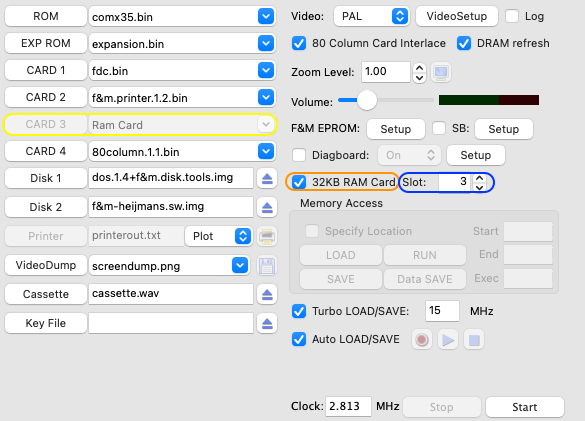 ROM comx35.bin
EXP ROM expansion.bin
CARD 1 fdc.bin
CARD 2 f&m.printer.1.2.bin
CARD 3 Ram Card
CARD 4 80column.1.1.bin
Disk 1 dos.1.4+f&m.disk.tools.img
Disk 2 f&m-heijmans.sw.img
Printer printerout.txt Plot
VideoDump screendump.png
Cassette cassette.wav
Key File
Video: PAL VideoSetup Log
80 Column Card Interlace DRAM refresh
Zoom Level: 1.00
Volume:
F&M EPROM: Setup SB: Setup
Diagboard: On Setup
32KB RAM Card Slot: 3
Memory Access
Specify Location Start
LOAD RUN End
SAVE Data SAVE Exec
Turbo LOAD/SAVE: 15 MHz
Auto LOAD/SAVE
Clock: 2.813 MHz Stop Start